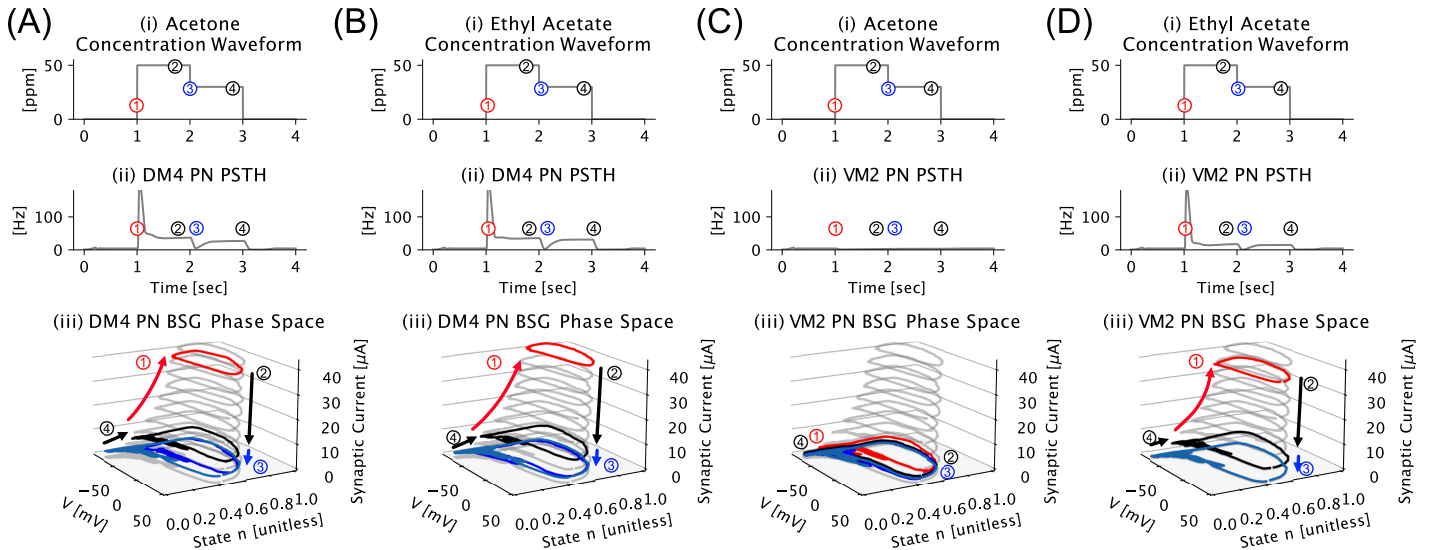 (A)
(i) Acetone
Concentration Waveform
[ppm]
50
0
1
2
3
4
0 1 2 3 4
(ii) DM4 PN PSTH
[Hz]
100
0
1 2 3 4
0 1 2 3 4
Time [sec]
(iii) DM4 PN BSG Phase Space
1
2
3
4
40
30
20
10
0
Synaptic Current [μA]
−50
0
50
V [mV]
0.0 0.2 0.4 0.6 0.8 1.0
State n [unitless]
(B)
(i) Ethyl Acetate
Concentration Waveform
[ppm]
50
0
1
2
3
4
0 1 2 3 4
(ii) DM4 PN PSTH
[Hz]
100
0
1 2 3 4
0 1 2 3 4
Time [sec]
(iii) DM4 PN BSG Phase Space
1
2
3
4
40
30
20
10
0
Synaptic Current [μA]
−50
0
50
V [mV]
0.0 0.2 0.4 0.6 0.8 1.0
State n [unitless]
(C)
(i) Acetone
Concentration Waveform
[ppm]
50
0
1
2
3
4
0 1 2 3 4
(ii) VM2 PN PSTH
[Hz]
100
0
1 2 3 4
0 1 2 3 4
Time [sec]
(iii) VM2 PN BSG Phase Space
4
1
2
3
40
30
20
10
0
Synaptic Current [μA]
−50
0
50
V [mV]
0.0 0.2 0.4 0.6 0.8 1.0
State n [unitless]
(D)
(i) Ethyl Acetate
Concentration Waveform
[ppm]
50
0
1
2
3
4
0 1 2 3 4
(ii) VM2 PN PSTH
[Hz]
100
0
1 2 3 4
0 1 2 3 4
Time [sec]
(iii) VM2 PN BSG Phase Space
1
2
3
4
40
30
20
10
0
Synaptic Current [μA]
−50
0
50
V [mV]
0.0 0.2 0.4 0.6 0.8 1.0
State n [unitless]